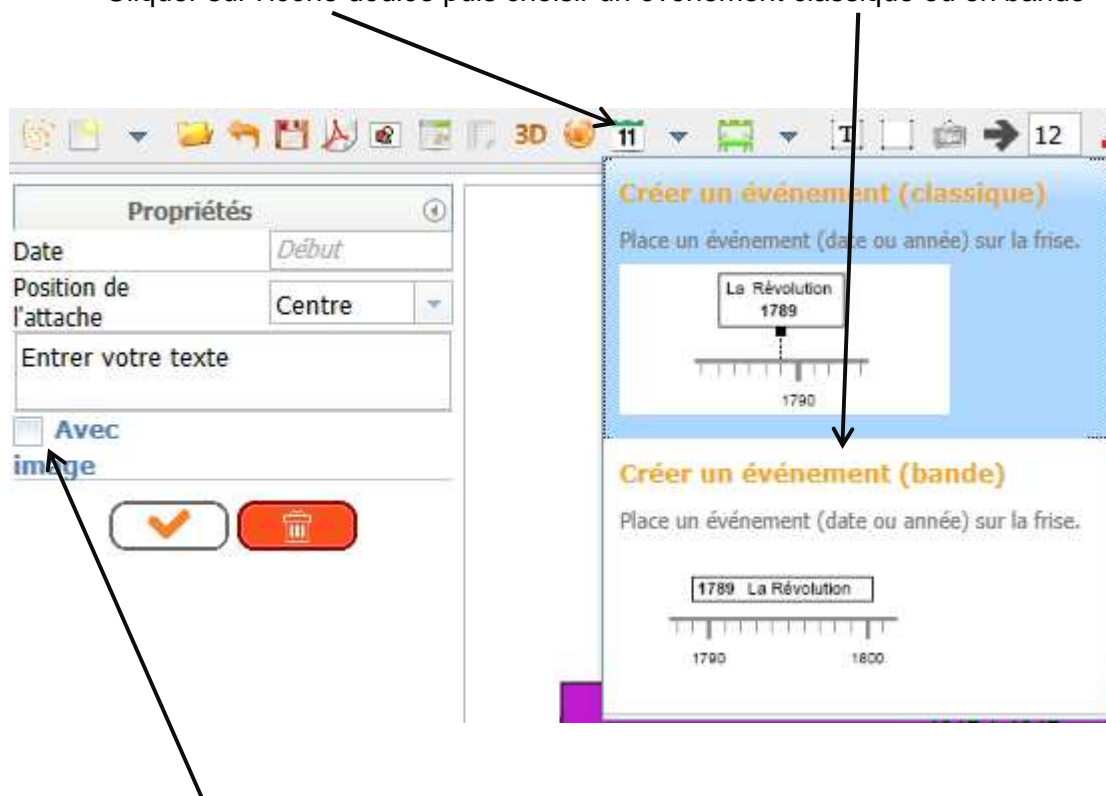 3D
11
T
12
Propriétés
Date
Début
Position de
l'attache
Centre
Entrer votre texte
Avec
image
Créer un événement (classique)
Place un événement (date ou année) sur la frise.
La Révolution
1789
1790
Créer un événement (bande)
Place un événement (date ou année) sur la frise.
1789 La Révolution
1790 1800